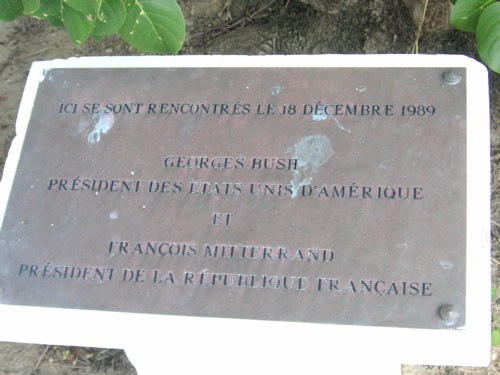 ICI SE SONT RENCONTRÉS LE 18 DÉCEMBRE 1989
GEORGES BUSH
PRÉSIDENT DES ÉTATS UNIS D'AMÉRIQUE
ET
FRANÇOIS MITTERRAND
PRÉSIDENT DE LA RÉPUBLIQUE FRANÇAISE